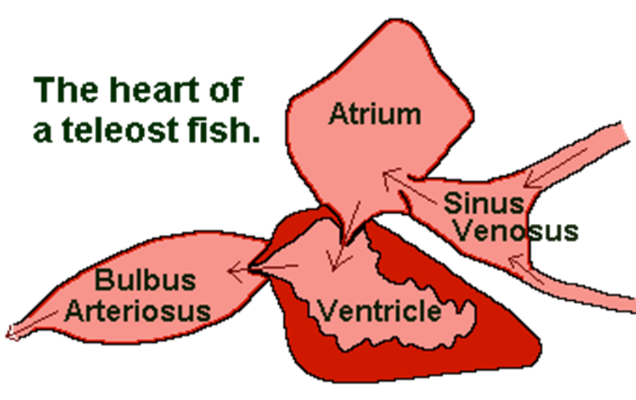 The heart of
a teleost fish.
Atrium
Sinus
Venosus
Bulbus
Arteriosus
Ventricle